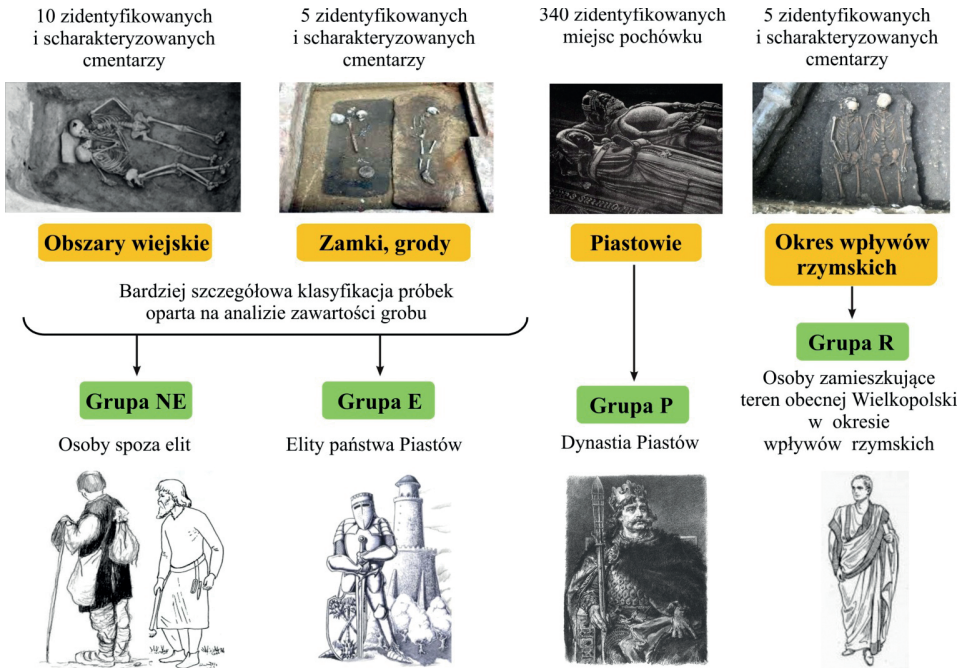 10 zidentyfikowanych
i scharakteryzowanych
cmentarzy
5 zidentyfikowanych
i scharakteryzowanych
cmentarzy
340 zidentyfikowanych
miejsc pochówku
5 zidentyfikowanych
i scharakteryzowanych
cmentarzy
Obszary wiejskie
Zamki, grody
Piastowie
Okres wpływów
rzymskich
Bardziej szczegółowa klasyfikacja próbek
oparta na analizie zawartości grobu
Grupa NE
Grupa E
Grupa P
Grupa R
Osoby spoza elit
Elity państwa Piastów
Dynastia Piastów
Osoby zamieszkujące
teren obecnej Wielkopolski
w okresie
wpływów rzymskich